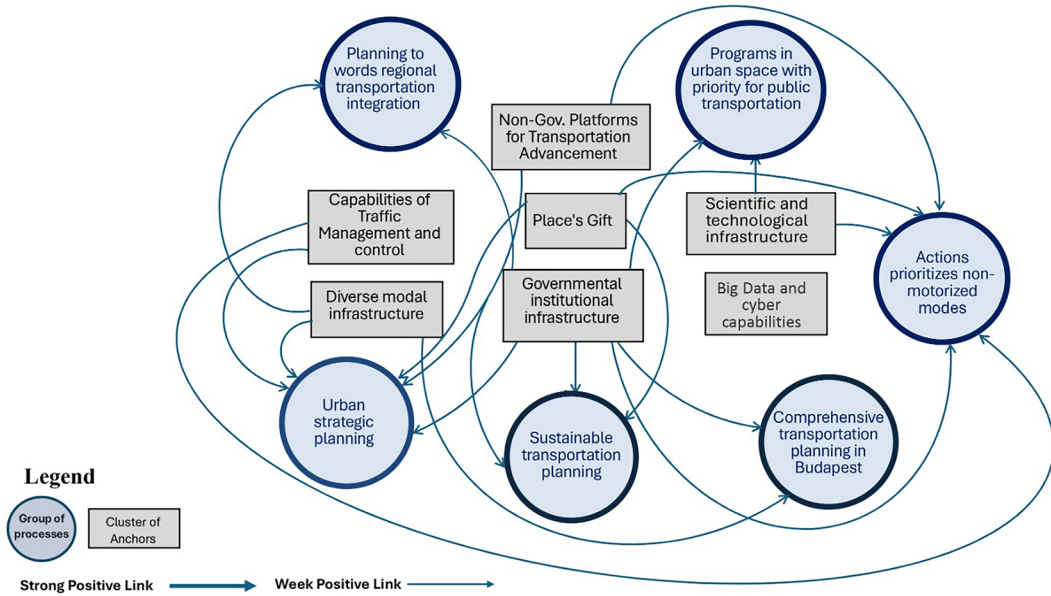 Planning to
words regional
transportation
integration
Programs in
urban space with
priority for public
transportation
Non-Gov. Platforms
for Transportation
Advancement
Capabilities of
Traffic
Management and
control
Place's Gift
Scientific and
technological
infrastructure
Actions
prioritizes non-
motorized
modes
Diverse modal
infrastructure
Governmental
institutional
infrastructure
Big Data and
cyber
capabilities
Urban
strategic
planning
Sustainable
transportation
planning
Comprehensive
transportation
planning in
Budapest
Legend
Group of
processes
Cluster of
Anchors
Strong Positive Link
Week Positive Link